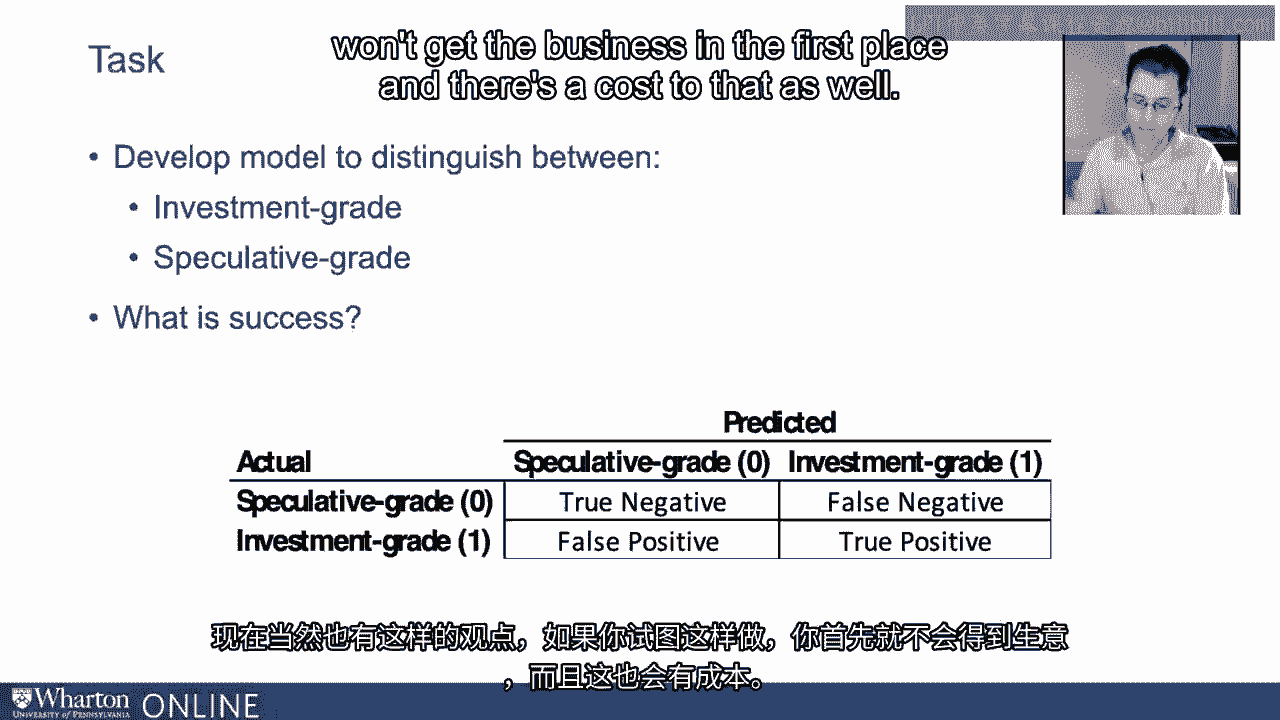 won't get the business in the first place
and there's a cost to that as well.
Task
• Develop model to distinguish between:
• Investment-grade
• Speculative-grade
• What is success?
Predicted
Actual Speculative-grade (0) Investment-grade (1)
Speculative-grade (0) True Negative False Negative
Investment-grade (1) False Positive True Positive
现在当然也有这样的观点，如果你试图这样做，你首先就不会得到生意
，而且这也会有成本。
Wharton ONLINE
UNIVERSITY of PENNSYLVANIA